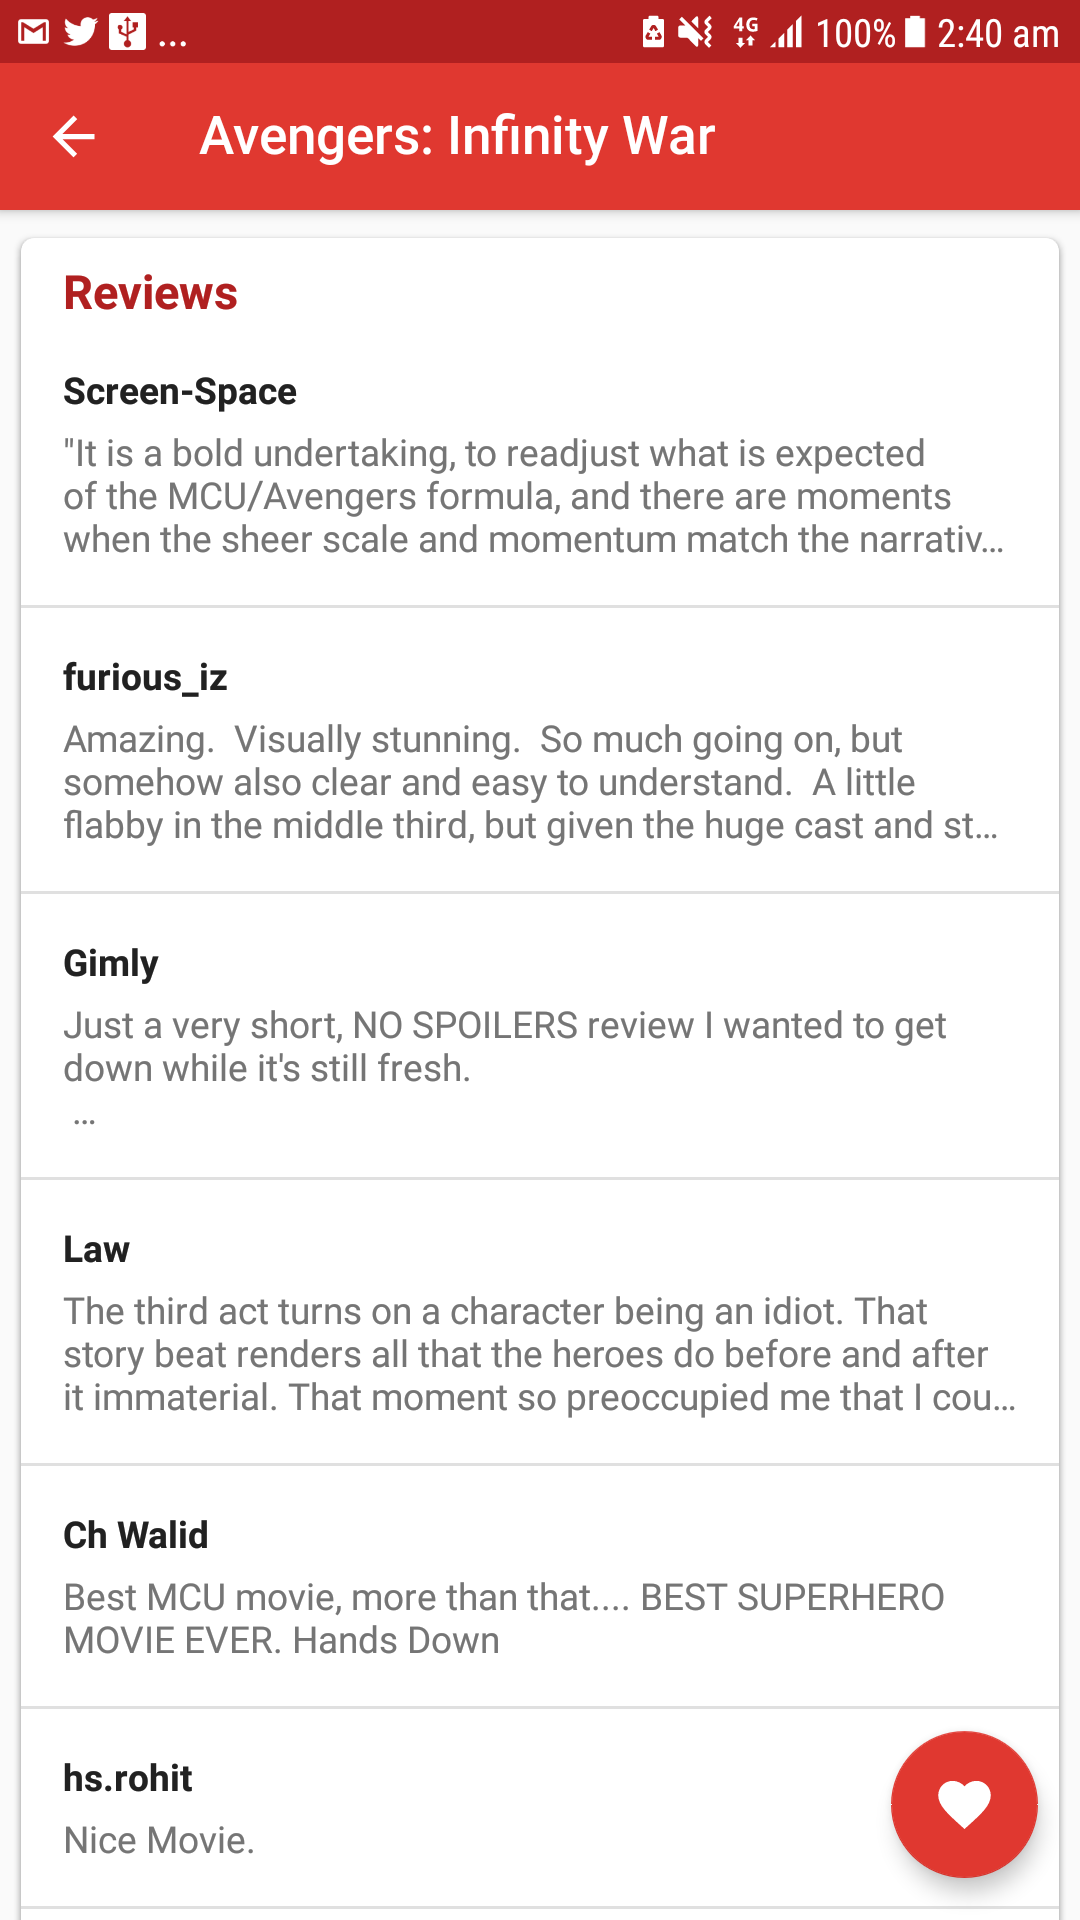 ... 4G 100% 2:40 am
Avengers: Infinity War
Reviews
Screen-Space
"It is a bold undertaking, to readjust what is expected
of the MCU/Avengers formula, and there are moments
when the sheer scale and momentum match the narrativ...
furious_iz
Amazing.  Visually stunning.  So much going on, but
somehow also clear and easy to understand.  A little
flabby in the middle third, but given the huge cast and st...
Gimly
Just a very short, NO SPOILERS review I wanted to get
down while it's still fresh.
...
Law
The third act turns on a character being an idiot. That
story beat renders all that the heroes do before and after
it immaterial. That moment so preoccupied me that I cou...
Ch Walid
Best MCU movie, more than that.... BEST SUPERHERO
MOVIE EVER. Hands Down
hs.rohit
Nice Movie.